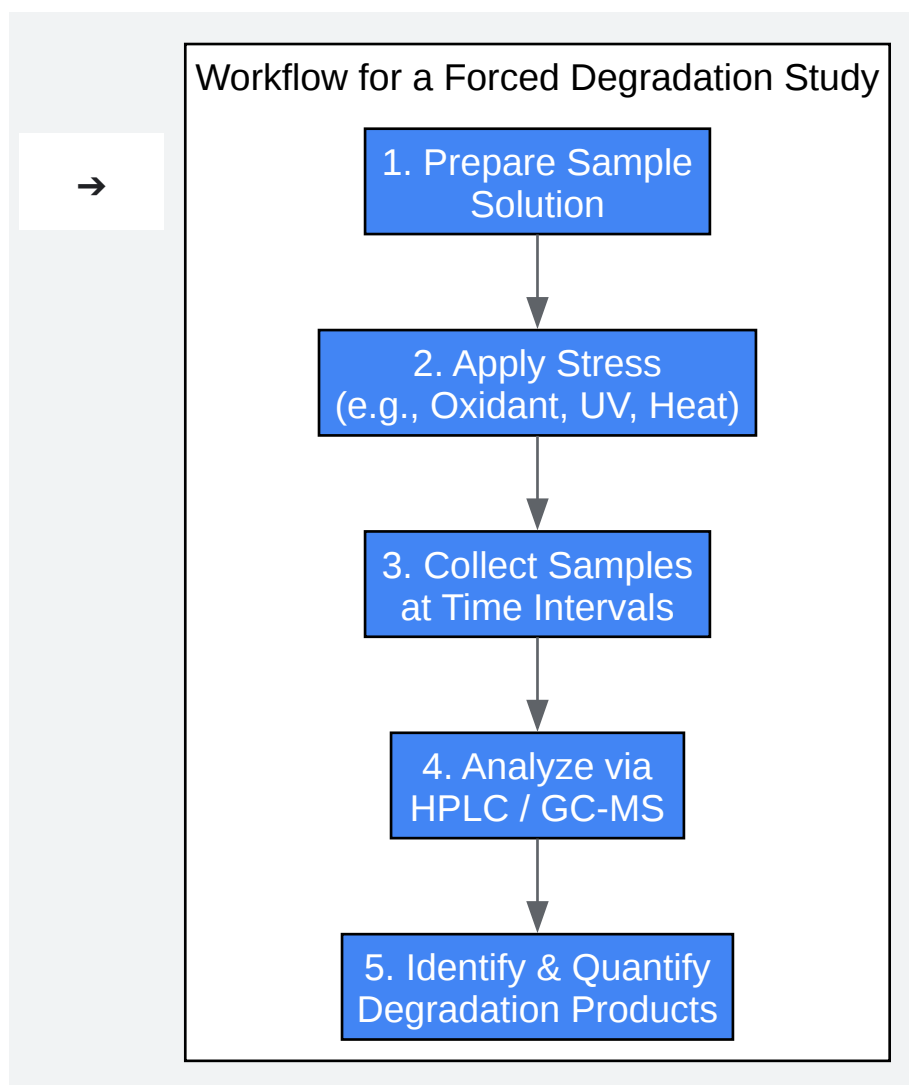 Workflow for a Forced Degradation Study
➔
1. Prepare Sample
Solution
2. Apply Stress
(e.g., Oxidant, UV, Heat)
3. Collect Samples
at Time Intervals
4. Analyze via
HPLC / GC-MS
5. Identify & Quantify
Degradation Products